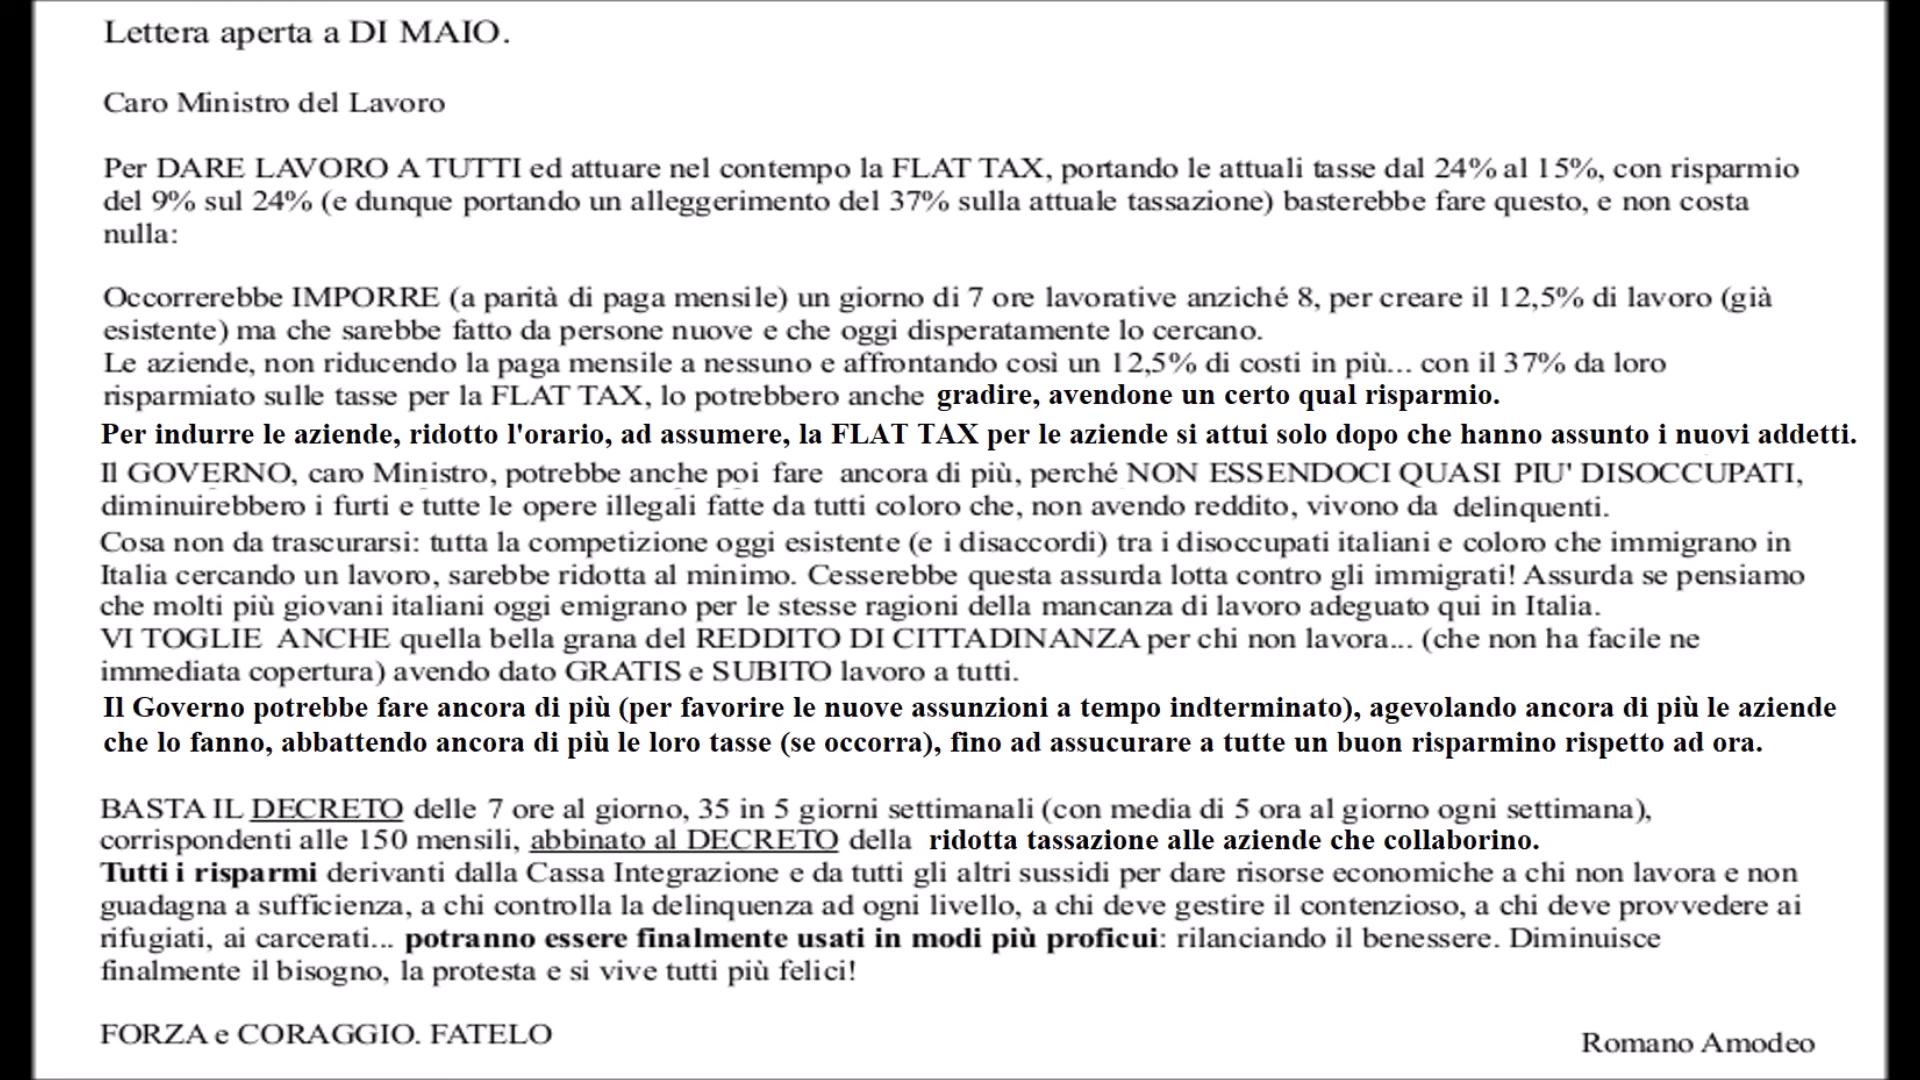 Lettera aperta a DI MAIO.
Caro Ministro del Lavoro
Per DARE LAVORO A TUTTI ed attuare nel contempo la FLAT TAX, portando le attuali tasse dal 24% al 15%, con risparmio
del 9% sul 24% (e dunque portando un alleggerimento del 37% sulla attuale tassazione) basterebbe fare questo, e non costa
nulla:
Occorrerebbe IMPORRE (a parità di paga mensile) un giorno di 7 ore lavorative anziché 8, per creare il 12,5% di lavoro (già
esistente) ma che sarebbe fatto da persone nuove e che oggi disperatamente lo cercano.
Le aziende, non riducendo la paga mensile a nessuno e affrontando così un 12,5% di costi in più... con il 37% da loro
risparmiato sulle tasse per la FLAT TAX, lo potrebbero anche gradire, avendone un certo qual risparmio.
Per indurre le aziende, ridotto l'orario, ad assumere, la FLAT TAX per le aziende si attui solo dopo che hanno assunto i nuovi addetti.
Il GOVERNO, caro Ministro, potrebbe anche poi fare ancora di più, perché NON ESSENDOCI QUASI PIU' DISOCCUPATI,
diminuirebbero i furti e tutte le opere illegali fatte da tutti coloro che, non avendo reddito, vivono da delinquenti.
Cosa non da trascurarsi: tutta la competizione oggi esistente (e i disaccordi) tra i disoccupati italiani e coloro che immigrano in
Italia cercando un lavoro, sarebbe ridotta al minimo. Cesserebbe questa assurda lotta contro gli immigrati! Assurda se pensiamo
che molti più giovani italiani oggi emigrano per le stesse ragioni della mancanza di lavoro adeguato qui in Italia.
VI TOGLIE ANCHE quella bella grana del REDDITO DI CITTADINANZA per chi non lavora... (che non ha facile ne
immediata copertura) avendo dato GRATIS e SUBITO lavoro a tutti.
Il Governo potrebbe fare ancora di più (per favorire le nuove assunzioni a tempo indterminato), agevolando ancora di più le aziende
che lo fanno, abbattendo ancora di più le loro tasse (se occorra), fino ad assucurare a tutte un buon risparmino rispetto ad ora.
BASTA IL DECRETO delle 7 ore al giorno, 35 in 5 giorni settimanali (con media di 5 ora al giorno ogni settimana),
corrispondenti alle 150 mensili, abbinato al DECRETO della ridotta tassazione alle aziende che collaborino.
Tutti i risparmi derivanti dalla Cassa Integrazione e da tutti gli altri sussidi per dare risorse economiche a chi non lavora e non
guadagna a sufficienza, a chi controlla la delinquenza ad ogni livello, a chi deve gestire il contenzioso, a chi deve provvedere ai
rifugiati, ai carcerati... potranno essere finalmente usati in modi più proficui: rilanciando il benessere. Diminuisce
finalmente il bisogno, la protesta e si vive tutti più felici!
FORZA e CORAGGIO. FATELO
Romano Amodeo